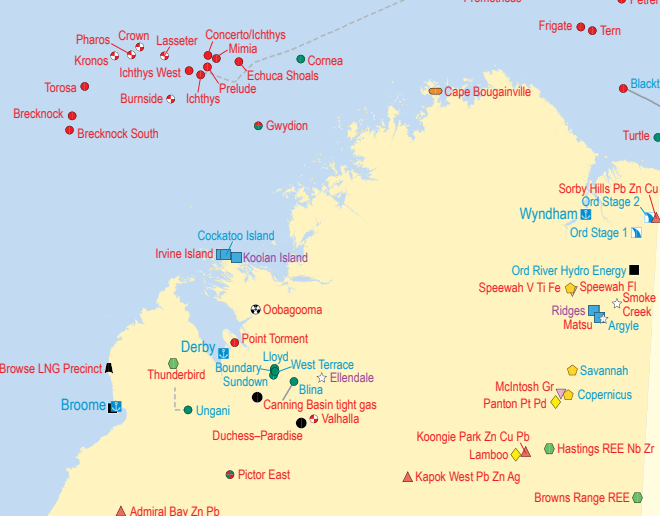 Prometheus
Petrel
Frigate
Tern
Crown
Pharos
Lasseter
Concerto/Ichthys
Mimia
Kronos
Cornea
Ichthys West
Echuca Shoals
Prelude
Torosa
Burnside
Ichthys
Blackt
Cape Bougainville
Brecknock
Brecknock South
Gwydion
Turtle
Sorby Hills Pb Zn Cu
Ord Stage 2
Wyndham
Ord Stage 1
Cockatoo Island
Irvine Island
Koolan Island
Ord River Hydro Energy
Speewah V Ti Fe
Speewah Fl
Smoke
Creek
Oobagooma
Ridges
Matsu
Argyle
Point Torment
Derby
Lloyd
Browse LNG Precinct
Thunderbird
Boundary
West Terrace
Sundown
Ellendale
Savannah
Blina
McIntosh Gr
Copernicus
Panton Pt Pd
Broome
Ungani
Canning Basin tight gas
Valhalla
Duchess–Paradise
Koongie Park Zn Cu Pb
Lamboo
Hastings REE Nb Zr
Pictor East
Kapok West Pb Zn Ag
Browns Range REE
Admiral Bay Zn Pb